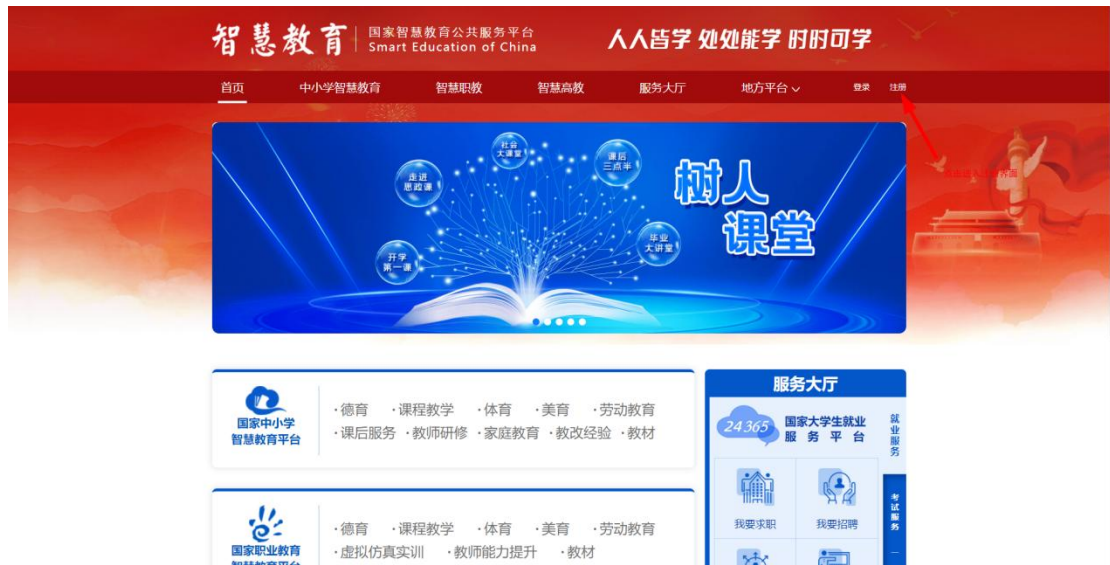 智慧教育
国家智慧教育公共服务平台
Smart Education of China
人人皆学 处处能学 时时可学
首页 中小学智慧教育 智慧职教 智慧高教 服务大厅 地方平台 登录 注册
社会
大课堂
课后
三点半
走进
思政课
开学
第一课
毕业
大讲堂
树人
课堂
国家中小学
智慧教育平台
·德育 ·课程教学 ·体育 ·美育 ·劳动教育
·课后服务 ·教师研修 ·家庭教育 ·教改经验 ·教材
国家职业教育
智慧教育平台
·德育 ·课程教学 ·体育 ·美育 ·劳动教育
·虚拟仿真实训 ·教师能力提升 ·教材
服务大厅
24365
国家大学生就业
服务平台
就业服务
我要求职 我要招聘
考试服务